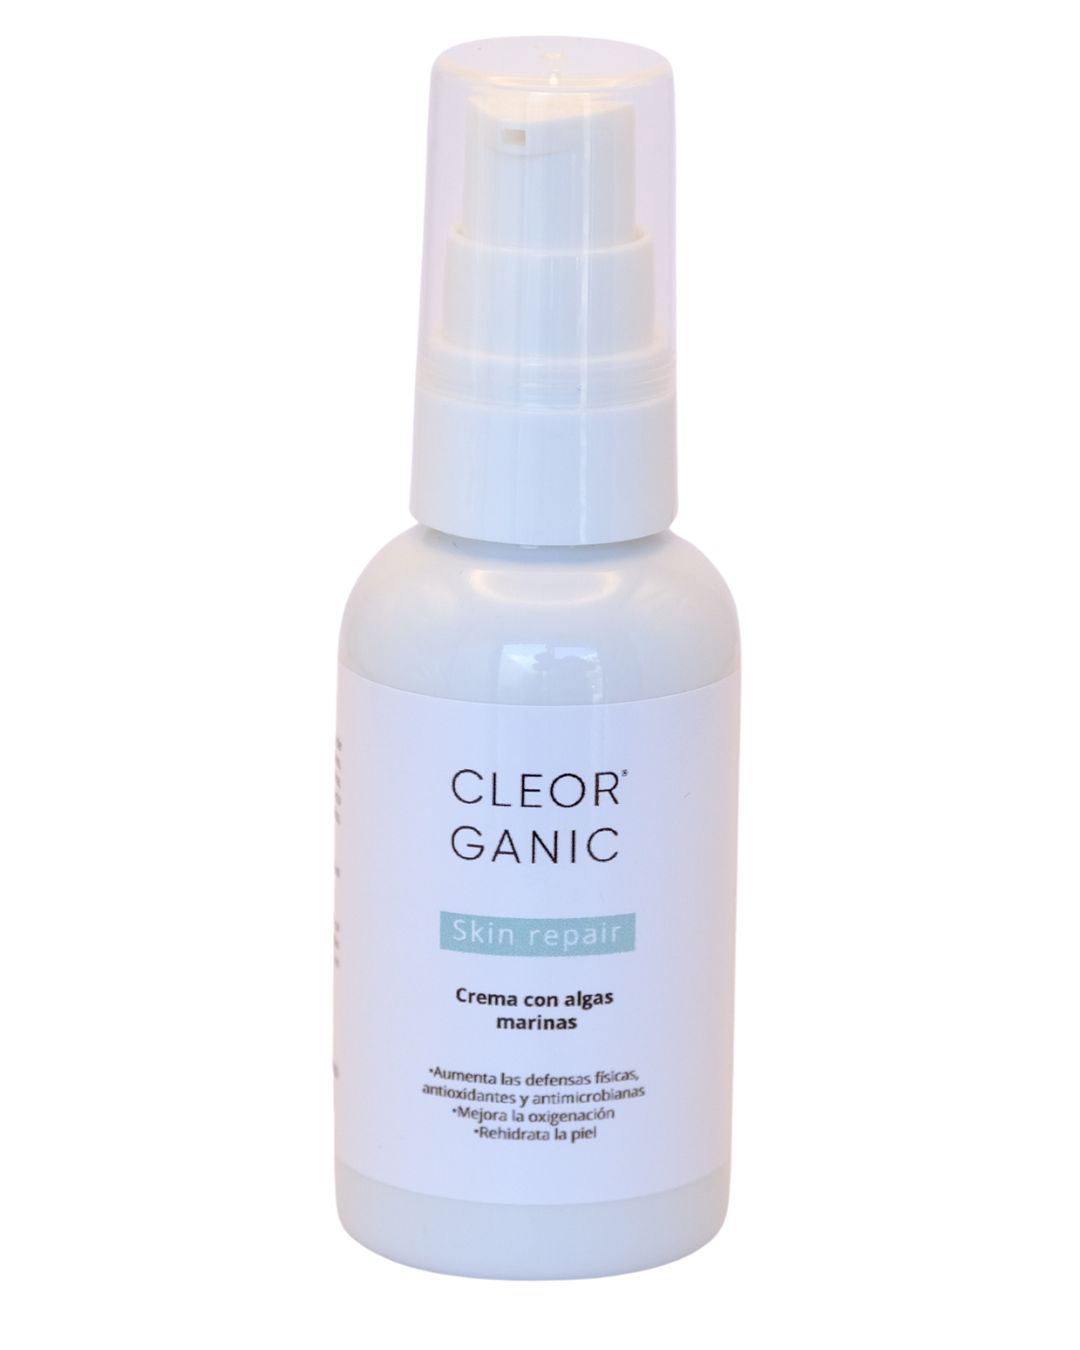 CLEOR®
GANIC
Skin repair
Crema con algas
marinas
•Aumenta las defensas físicas,
antioxidantes y antimicrobianas
•Mejora la oxigenación
•Rehidrata la piel